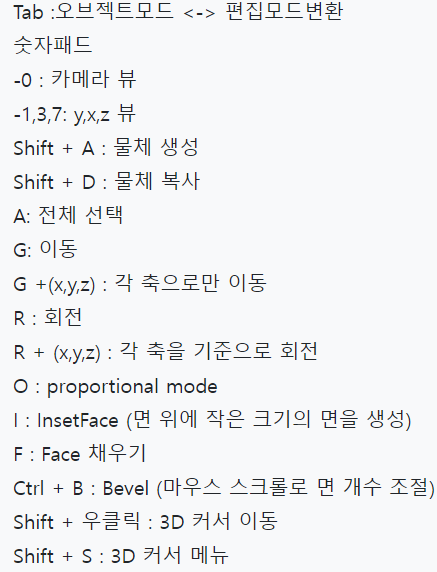 Tab :오브젝트모드 <-> 편집모드변환
숫자패드
-0 : 카메라 뷰
-1,3,7: y,x,z 뷰
Shift + A : 물체 생성
Shift + D : 물체 복사
A: 전체 선택
G: 이동
G +(x,y,z) : 각 축으로만 이동
R : 회전
R + (x,y,z) : 각 축을 기준으로 회전
O : proportional mode
I : InsetFace (면 위에 작은 크기의 면을 생성)
F : Face 채우기
Ctrl + B : Bevel (마우스 스크롤로 면 개수 조절)
Shift + 우클릭 : 3D 커서 이동
Shift + S : 3D 커서 메뉴